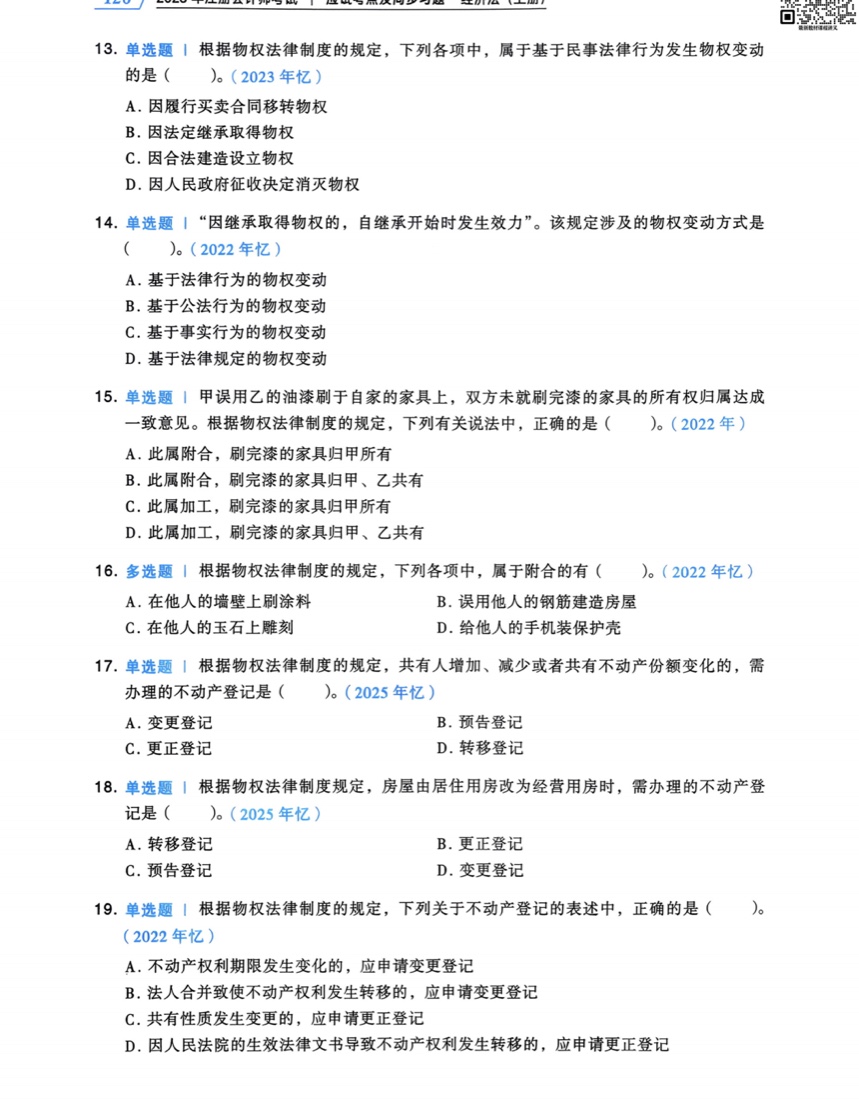 13. 单选题 | 根据物权法律制度的规定，下列各项中，属于基于民事法律行为发生物权变动
的是（　　）。（2023 年忆）
A. 因履行买卖合同移转物权
B. 因法定继承取得物权
C. 因合法建造设立物权
D. 因人民政府征收决定消灭物权
14. 单选题 | “因继承取得物权的，自继承开始时发生效力”。该规定涉及的物权变动方式是
（　　）。（2022 年忆）
A. 基于法律行为的物权变动
B. 基于公法行为的物权变动
C. 基于事实行为的物权变动
D. 基于法律规定的物权变动
15. 单选题 | 甲误用乙的油漆刷于自家的家具上，双方未就刷完漆的家具的所有权归属达成
一致意见。根据物权法律制度的规定，下列有关说法中，正确的是（　　）。（2022 年）
A. 此属附合，刷完漆的家具归甲所有
B. 此属附合，刷完漆的家具归甲、乙共有
C. 此属加工，刷完漆的家具归甲所有
D. 此属加工，刷完漆的家具归甲、乙共有
16. 多选题 | 根据物权法律制度的规定，下列各项中，属于附合的有（　　）。（2022 年忆）
A. 在他人的墙壁上刷涂料　　B. 误用他人的钢筋建造房屋
C. 在他人的玉石上雕刻　　D. 给他人的手机装保护壳
17. 单选题 | 根据物权法律制度的规定，共有人增加、减少或者共有不动产份额变化的，需
办理的不动产登记是（　　）。（2025 年忆）
A. 变更登记　　B. 预告登记
C. 更正登记　　D. 转移登记
18. 单选题 | 根据物权法律制度规定，房屋由居住用房改为经营用房时，需办理的不动产登
记是（　　）。（2025 年忆）
A. 转移登记　　B. 更正登记
C. 预告登记　　D. 变更登记
19. 单选题 | 根据物权法律制度的规定，下列关于不动产登记的表述中，正确的是（　　）。
（2022 年忆）
A. 不动产权利期限发生变化的，应申请变更登记
B. 法人合并致使不动产权利发生转移的，应申请变更登记
C. 共有性质发生变更的，应申请更正登记
D. 因人民法院的生效法律文书导致不动产权利发生转移的，应申请更正登记